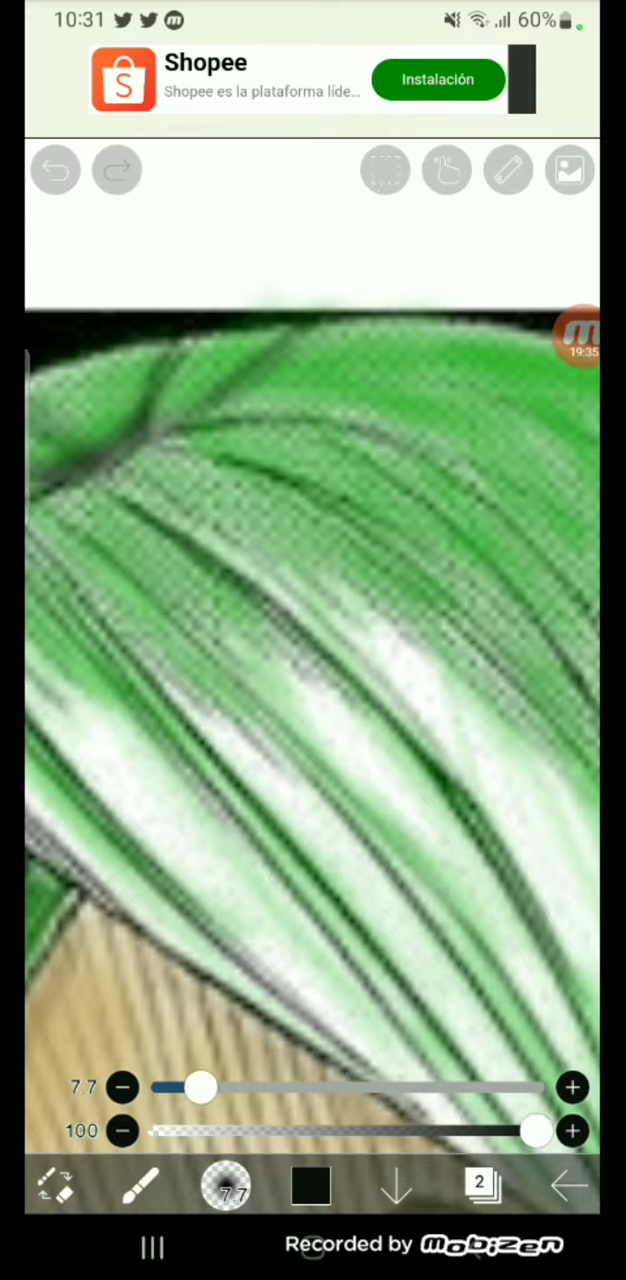 10:31
60%
Shopee
Shopee es la plataforma líde...
Instalación
19:35
7.7
100
7.7
2
Recorded by mobizen